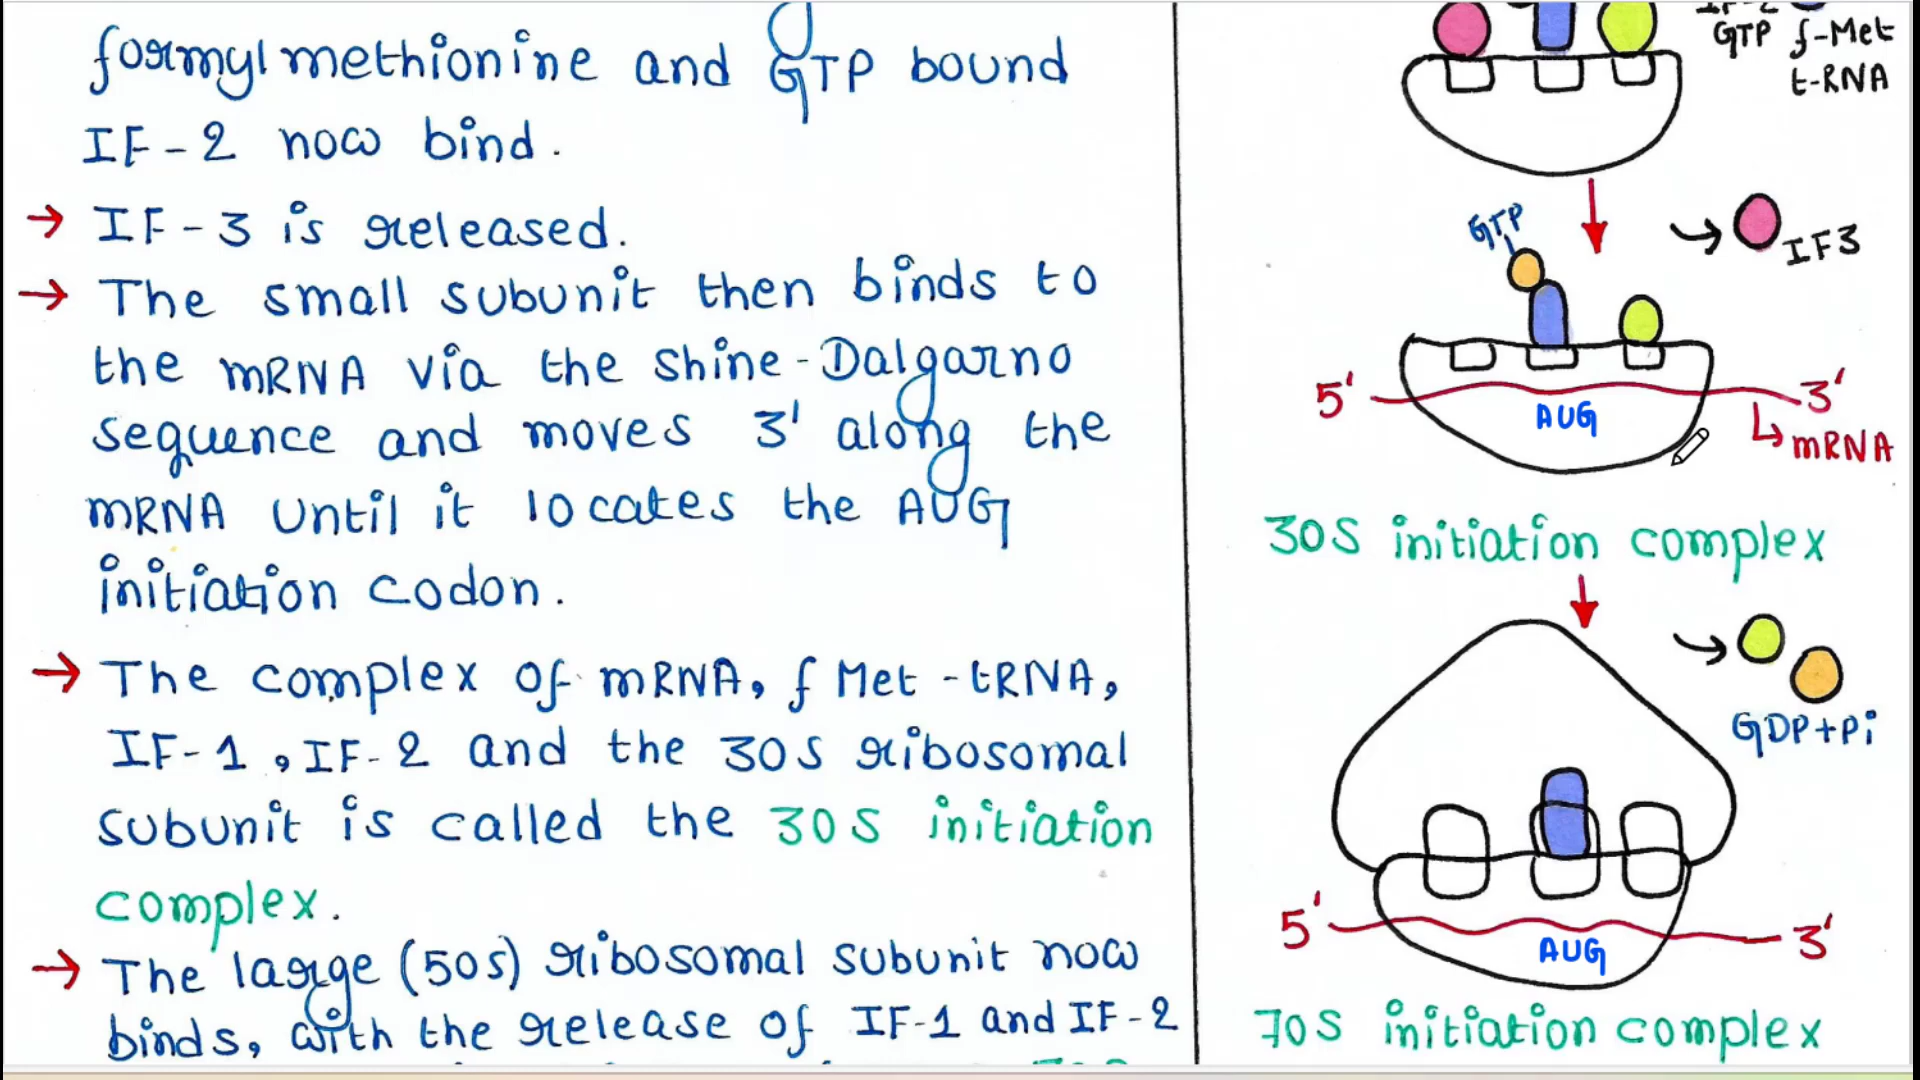 formyl methionine and GTP bound
IF-2 now bind.
→ IF-3 is released.
→ The small subunit then binds to
the mRNA via the Shine-Dalgarno
sequence and moves 3' along the
mRNA until it locates the AUG
initiation codon.
→ The complex of mRNA, f Met-tRNA,
IF-1, IF-2 and the 30S ribosomal
subunit is called the 30S initiation
complex.
→ The large (50S) ribosomal subunit now
binds, with the release of IF-1 and IF-2
GTP f-Met
t-RNA
GTP
IF3
5' 3'
AUG
mRNA
30S initiation complex
GDP+Pi
5' 3'
AUG
70S initiation complex